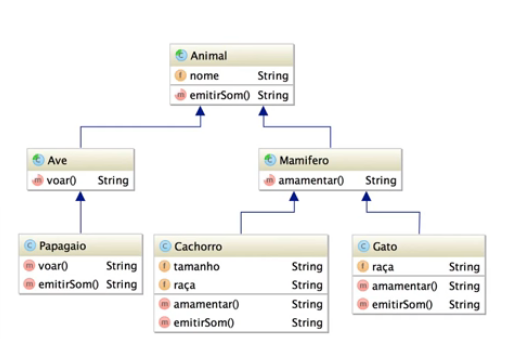 Animal
nome String
emitirSom() String
Ave
voar() String
Mamifero
amamentar() String
Papagaio
voar() String
emitirSom() String
Cachorro
tamanho String
raça String
amamentar() String
emitirSom() String
Gato
raça String
amamentar() String
emitirSom() String